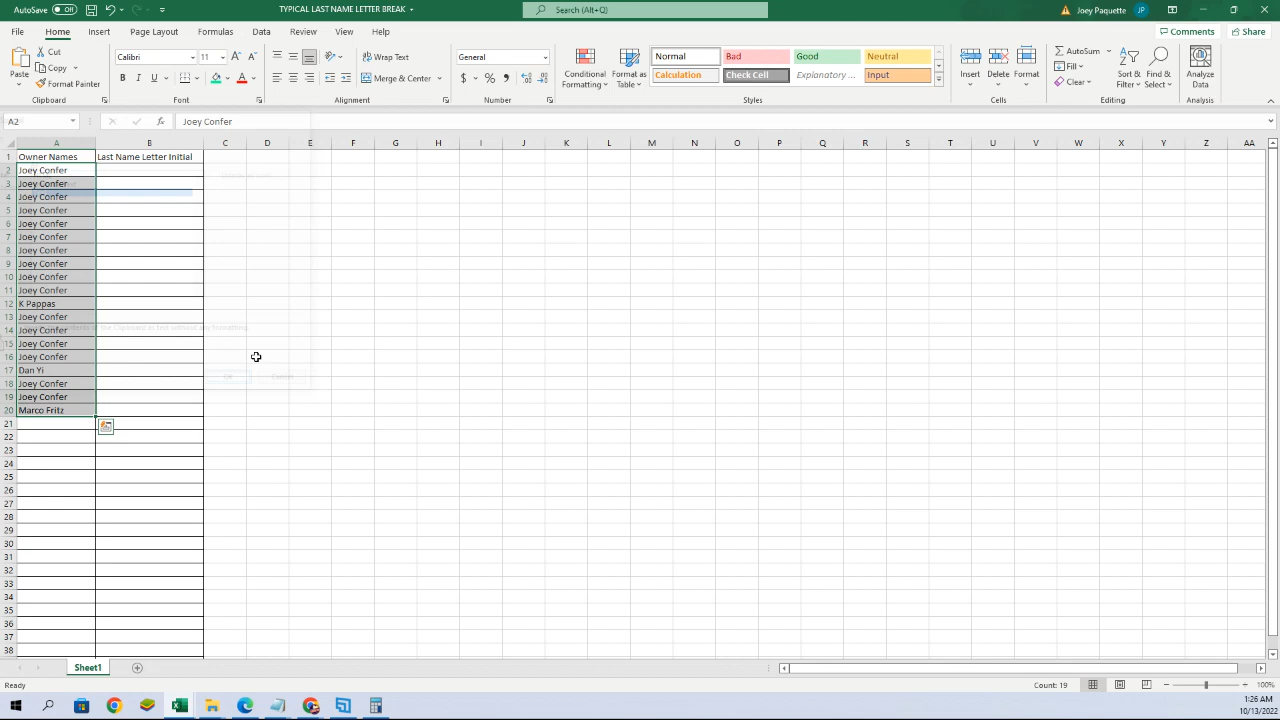 AutoSave Off TYPICAL LAST NAME LETTER BREAK Search (Alt+Q) Joey Paquette JP
File Home Insert Page Layout Formulas Data Review View Help Comments Share
Paste Cut Copy Format Painter Clipboard
Calibri 11 B I U A A A Font
ab Wrap Text Merge & Center Alignment
General $ % , Number
Conditional Formatting Format as Table
Normal Bad Good Neutral
Calculation Check Cell Explanatory ... Input
Styles
Insert Delete Format Cells
AutoSum Fill Clear Sort & Filter Find & Select Editing
Analyze Data Analysis
A2 fx Joey Confer
A B C D E F G H I J K L M N O P Q R S T U V W X Y Z AA
1 Owner Names Last Name Letter Initial
2 Joey Confer
3 Joey Confer
4 Joey Confer
5 Joey Confer
6 Joey Confer
7 Joey Confer
8 Joey Confer
9 Joey Confer
10 Joey Confer
11 Joey Confer
12 K Pappas
13 Joey Confer
14 Joey Confer
15 Joey Confer
16 Joey Confer
17 Dan Yi
18 Joey Confer
19 Joey Confer
20 Marco Fritz
21
22
23
24
25
26
27
28
29
30
31
32
33
34
35
36
37
38
Sheet1
Ready Count: 19 100%
1:26 AM
10/13/2022